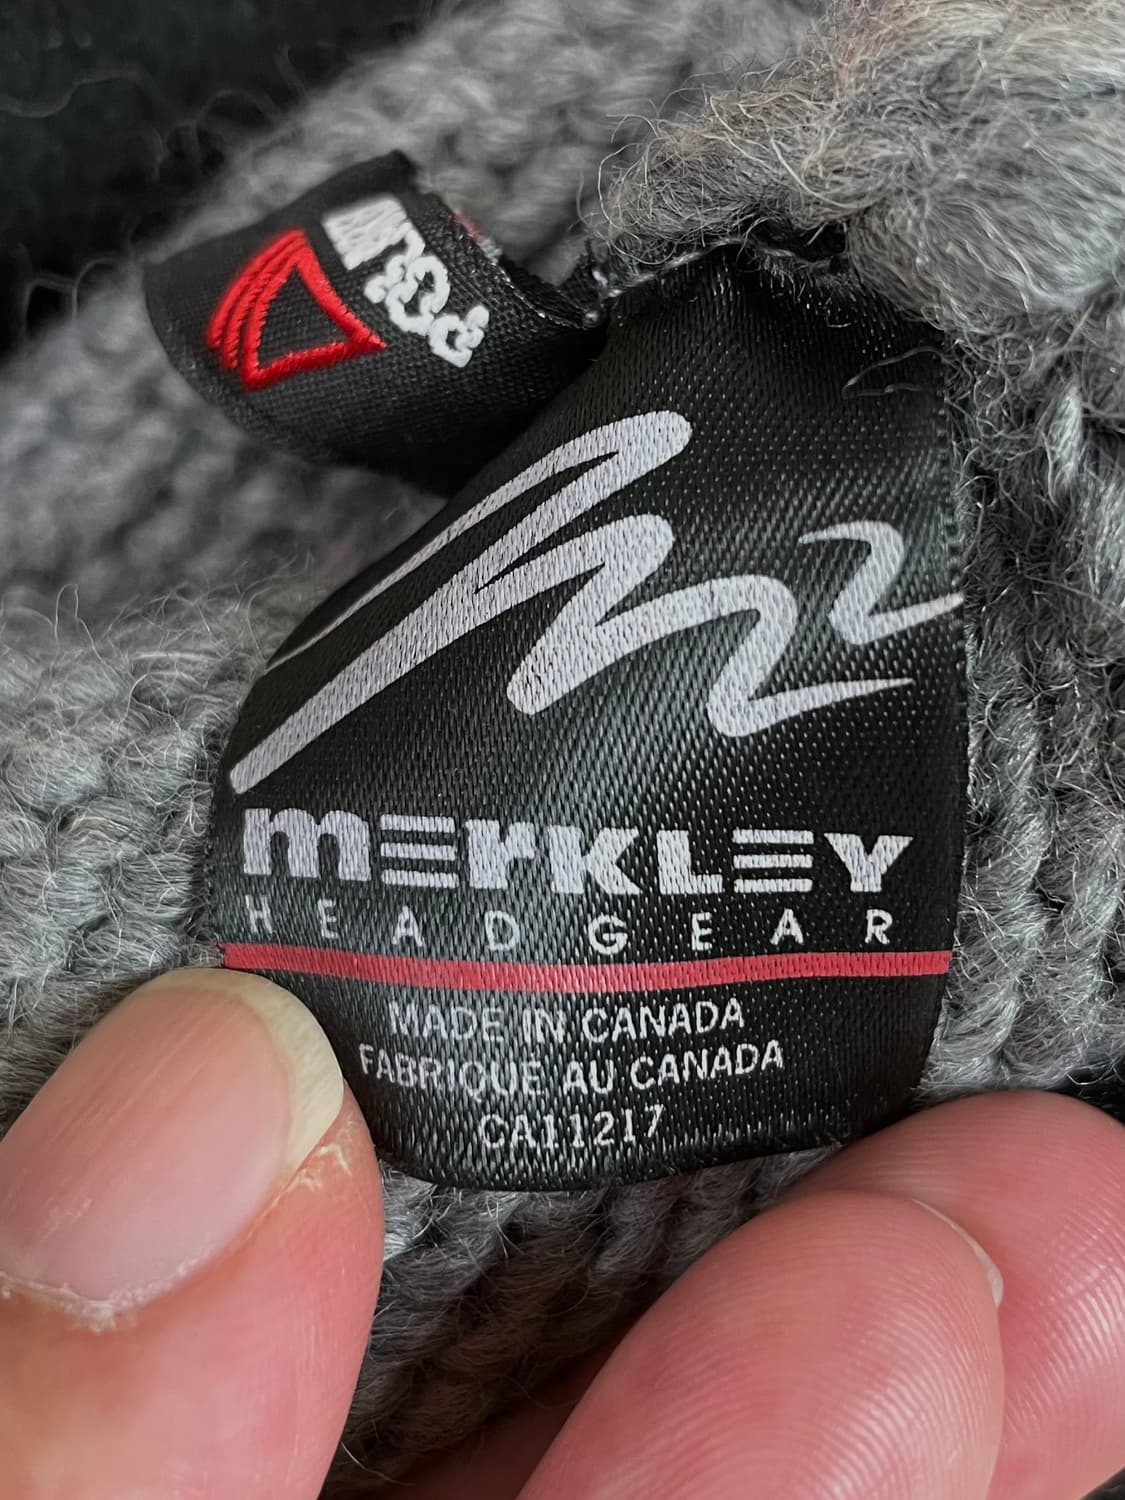 merKLEY
HEADGEAR
MADE IN CANADA
FABRIQUE AU CANADA
CA11217